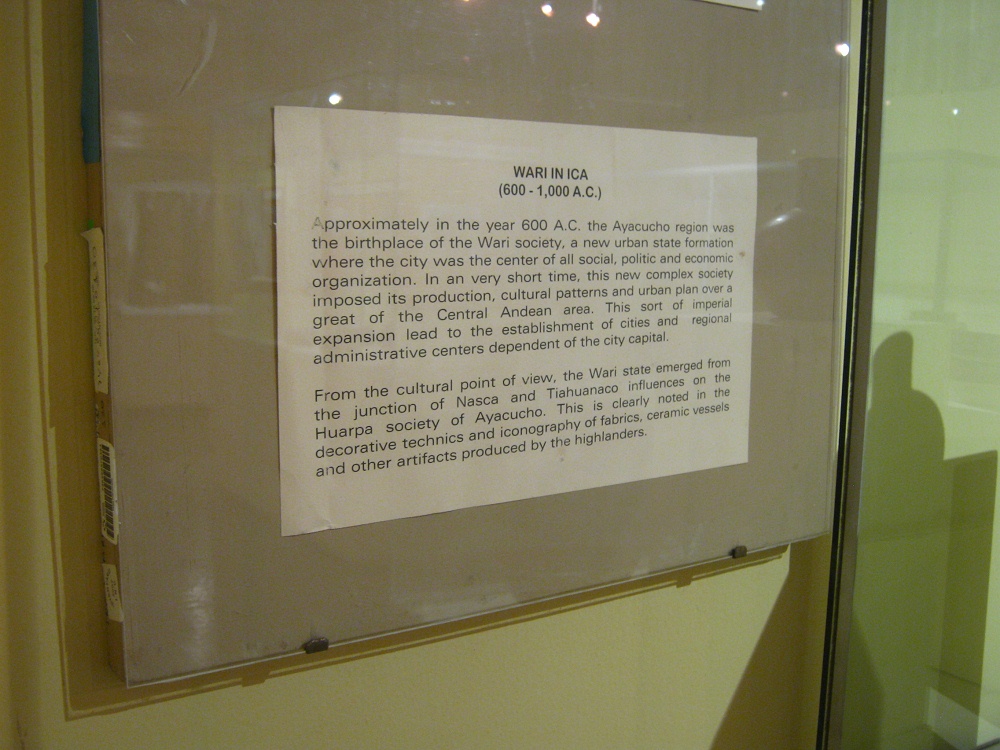 WARI IN ICA
(600 - 1,000 A.C.)
Approximately in the year 600 A.C. the Ayacucho region was
the birthplace of the Wari society, a new urban state formation
where the city was the center of all social, politic and economic
organization. In an very short time, this new complex society
imposed its production, cultural patterns and urban plan over a
great of the Central Andean area. This sort of imperial
expansion lead to the establishment of cities and regional
administrative centers dependent of the city capital.
From the cultural point of view, the Wari state emerged from
the junction of Nasca and Tiahuanaco influences on the
Huarpa society of Ayacucho. This is clearly noted in the
decorative technics and iconography of fabrics, ceramic vessels
and other artifacts produced by the highlanders.